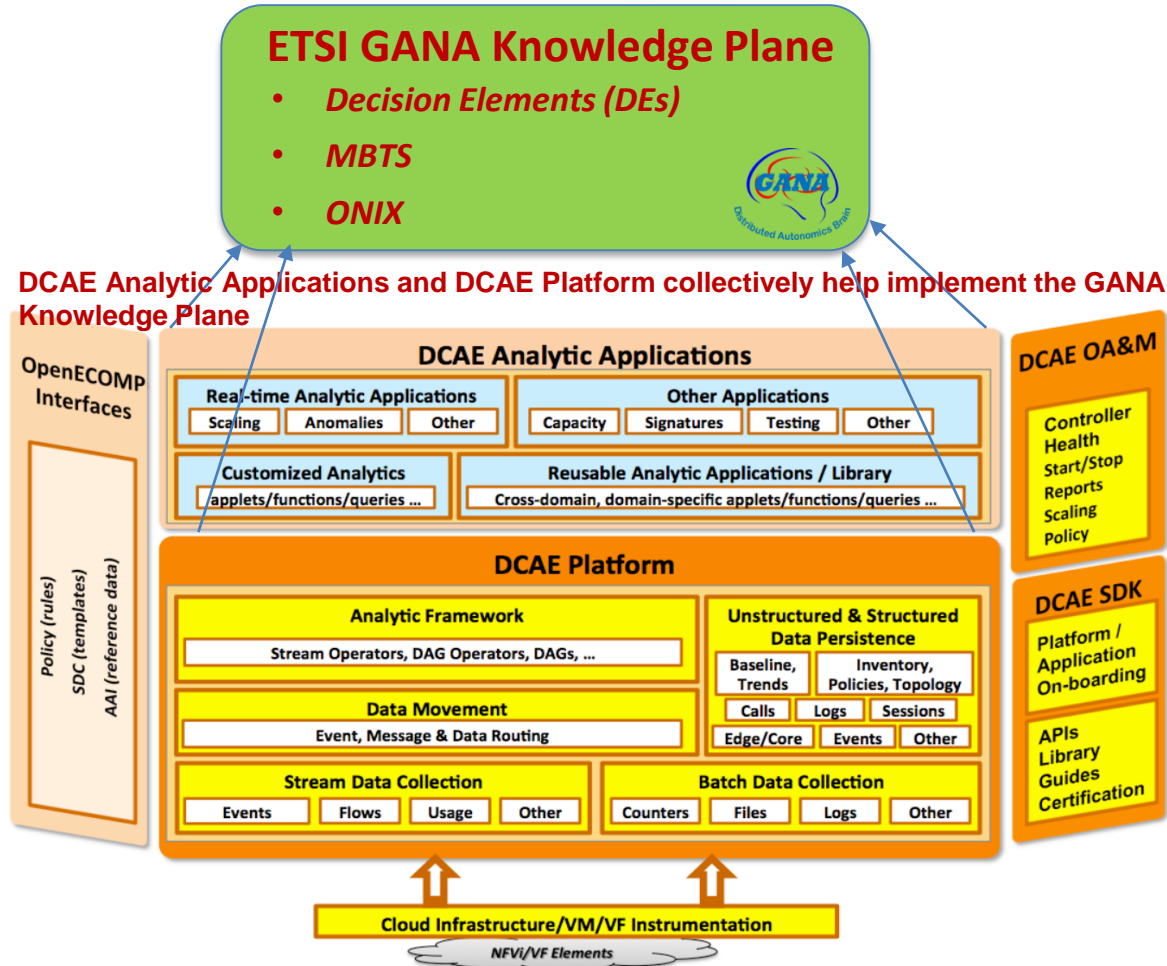 ETSI GANA Knowledge Plane
• Decision Elements (DEs)
• MBTS
• ONIX
GANA
Distributed Autonomics Brain
DCAE Analytic Applications and DCAE Platform collectively help implement the GANA
Knowledge Plane
OpenECOMP
Interfaces
Policy (rules)
SDC (templates)
AAI (reference data)
DCAE Analytic Applications
Real-time Analytic Applications
Scaling
Anomalies
Other
Other Applications
Capacity
Signatures
Testing
Other
Customized Analytics
applets/functions/queries ...
Reusable Analytic Applications / Library
Cross-domain, domain-specific applets/functions/queries ...
DCAE Platform
Analytic Framework
Stream Operators, DAG Operators, DAGs, ...
Data Movement
Event, Message & Data Routing
Unstructured & Structured
Data Persistence
Baseline,
Trends
Inventory,
Policies, Topology
Calls
Logs
Sessions
Edge/Core
Events
Other
Stream Data Collection
Events
Flows
Usage
Other
Batch Data Collection
Counters
Files
Logs
Other
DCAE OA&M
Controller
Health
Start/Stop
Reports
Scaling
Policy
DCAE SDK
Platform /
Application
On-boarding
APIs
Library
Guides
Certification
Cloud Infrastructure/VM/VF Instrumentation
NFVi/VF Elements